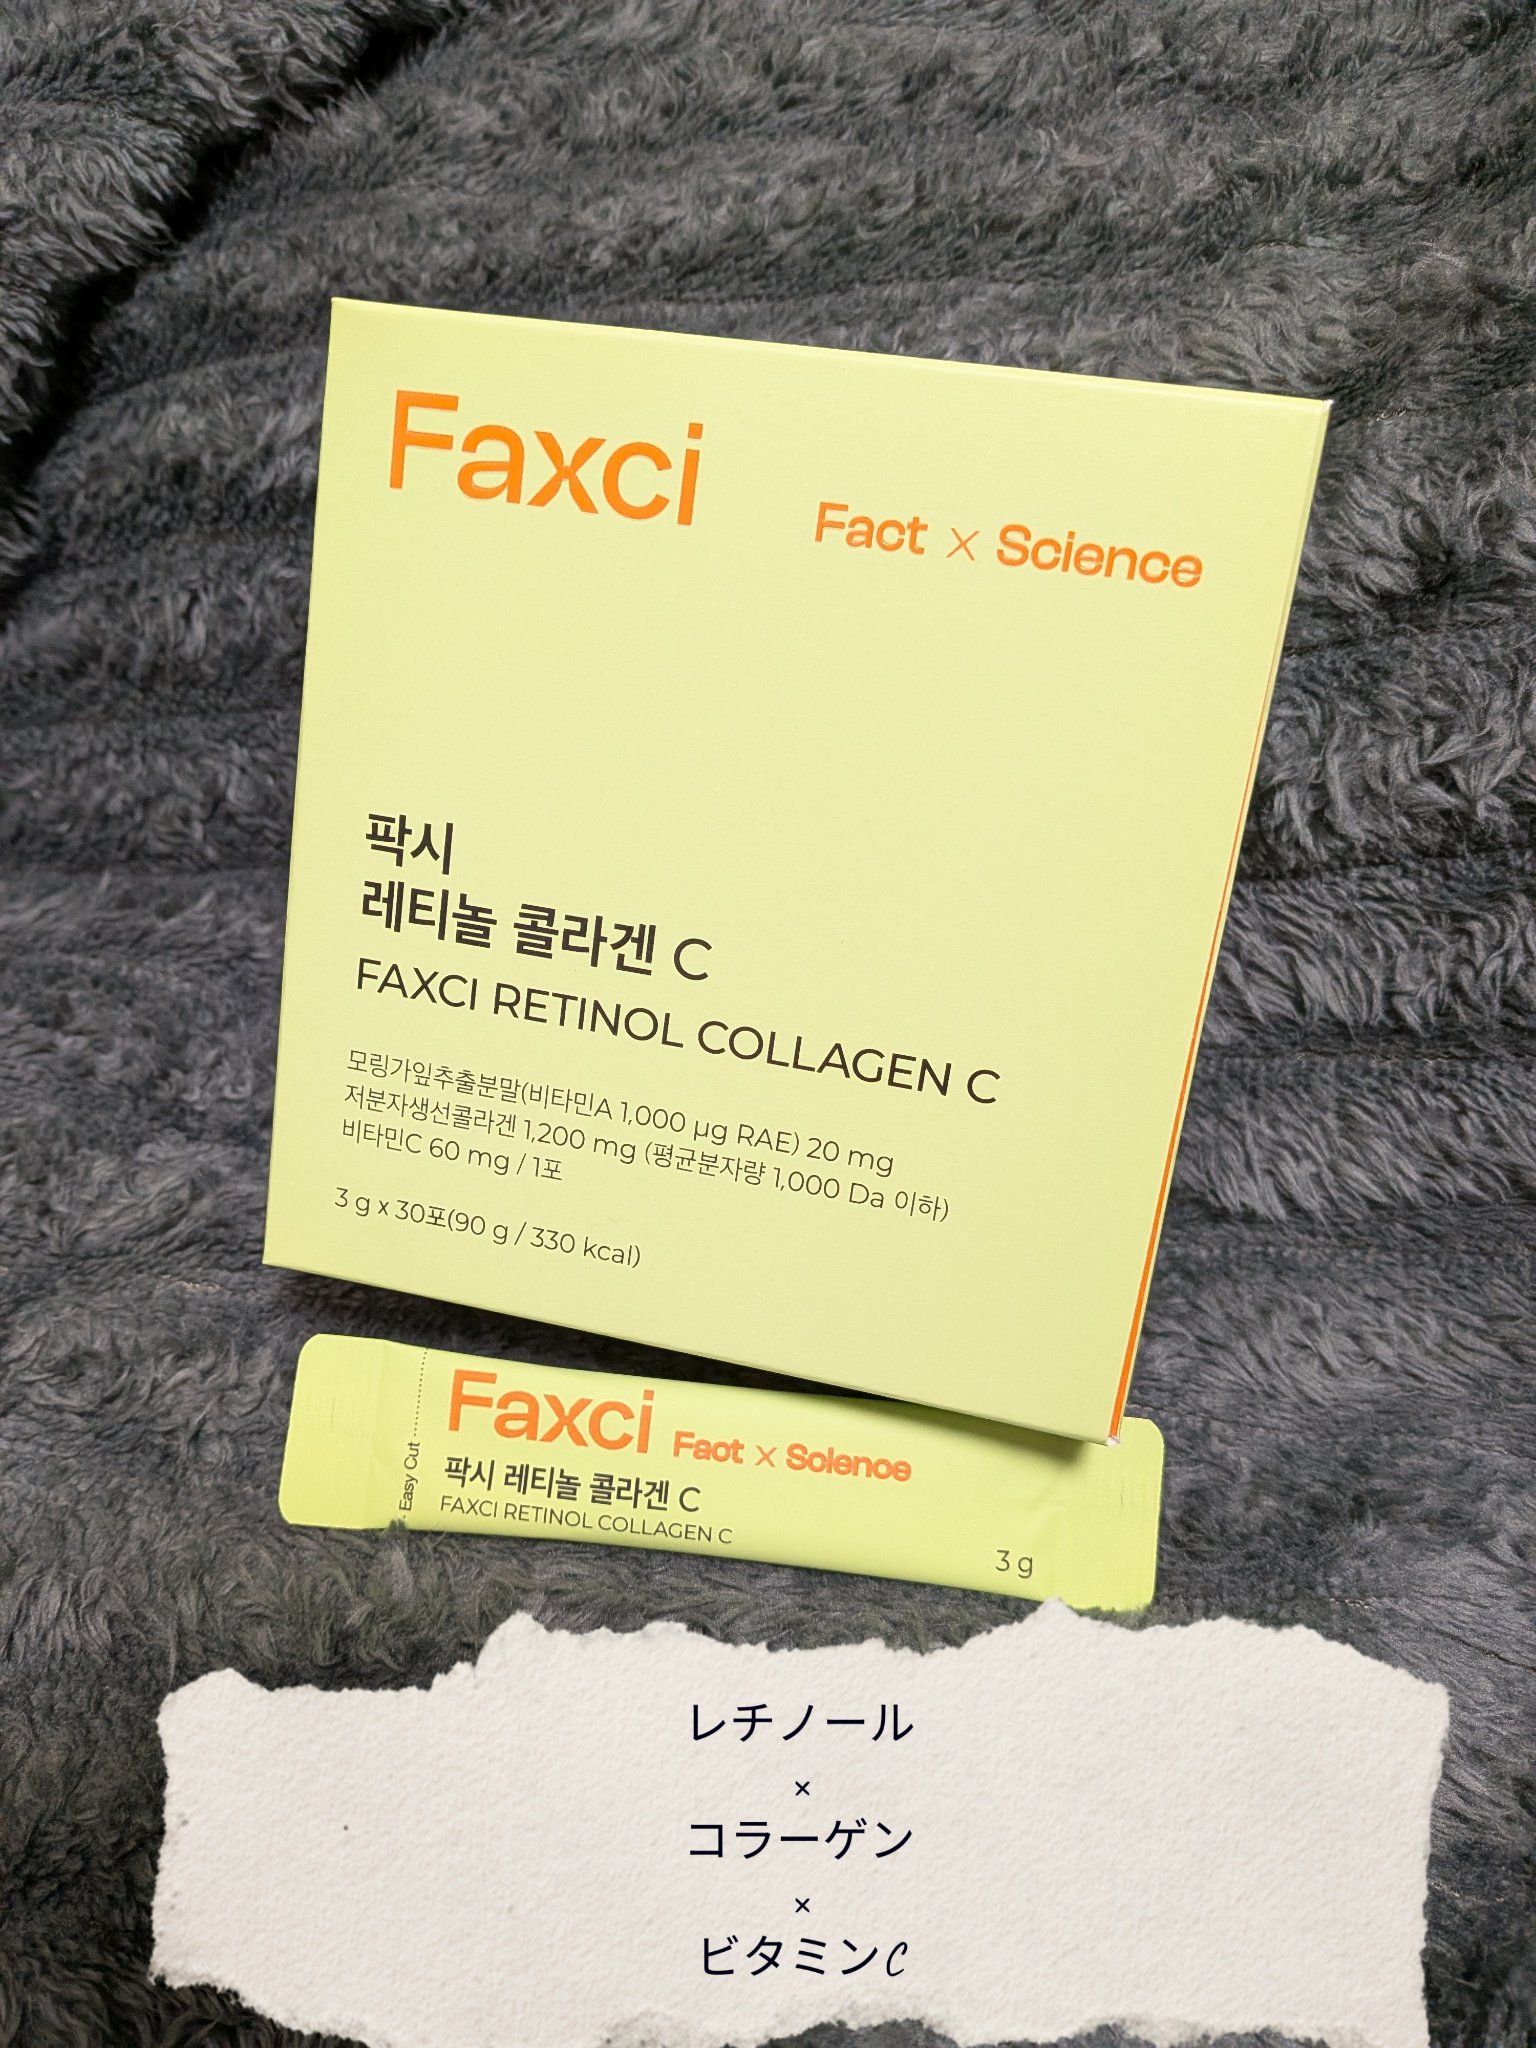 Faxci
Fact × Science
팍시
레티놀 콜라겐 C
FAXCI RETINOL COLLAGEN C
모링가잎추출분말(비타민A 1,000 µg RAE) 20 mg
저분자생선콜라겐 1,200 mg (평균분자량 1,000 Da 이하)
비타민C 60 mg / 1포
3 g x 30포(90 g / 330 kcal)
Easy Cut
Faxci Fact × Science
팍시 레티놀 콜라겐 C
FAXCI RETINOL COLLAGEN C
3 g
レチノール
×
コラーゲン
×
ビタミンC